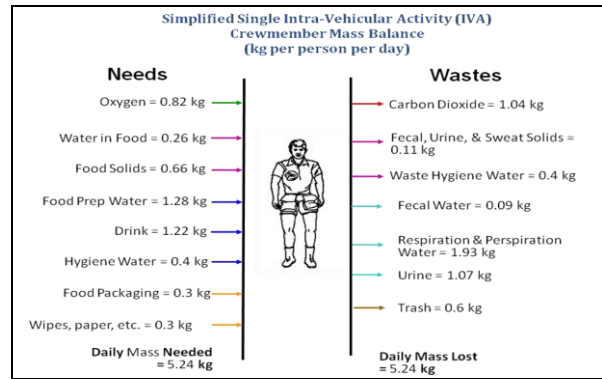 Simplified Single Intra-Vehicular Activity (IVA)
Crewmember Mass Balance
(kg per person per day)
Needs
Oxygen = 0.82 kg
Water in Food = 0.26 kg
Food Solids = 0.66 kg
Food Prep Water = 1.28 kg
Drink = 1.22 kg
Hygiene Water = 0.4 kg
Food Packaging = 0.3 kg
Wipes, paper, etc. = 0.3 kg
Daily Mass Needed
= 5.24 kg
Wastes
Carbon Dioxide = 1.04 kg
Fecal, Urine, & Sweat Solids =
0.11 kg
Waste Hygiene Water = 0.4 kg
Fecal Water = 0.09 kg
Respiration & Perspiration
Water = 1.93 kg
Urine = 1.07 kg
Trash = 0.6 kg
Daily Mass Lost
= 5.24 kg